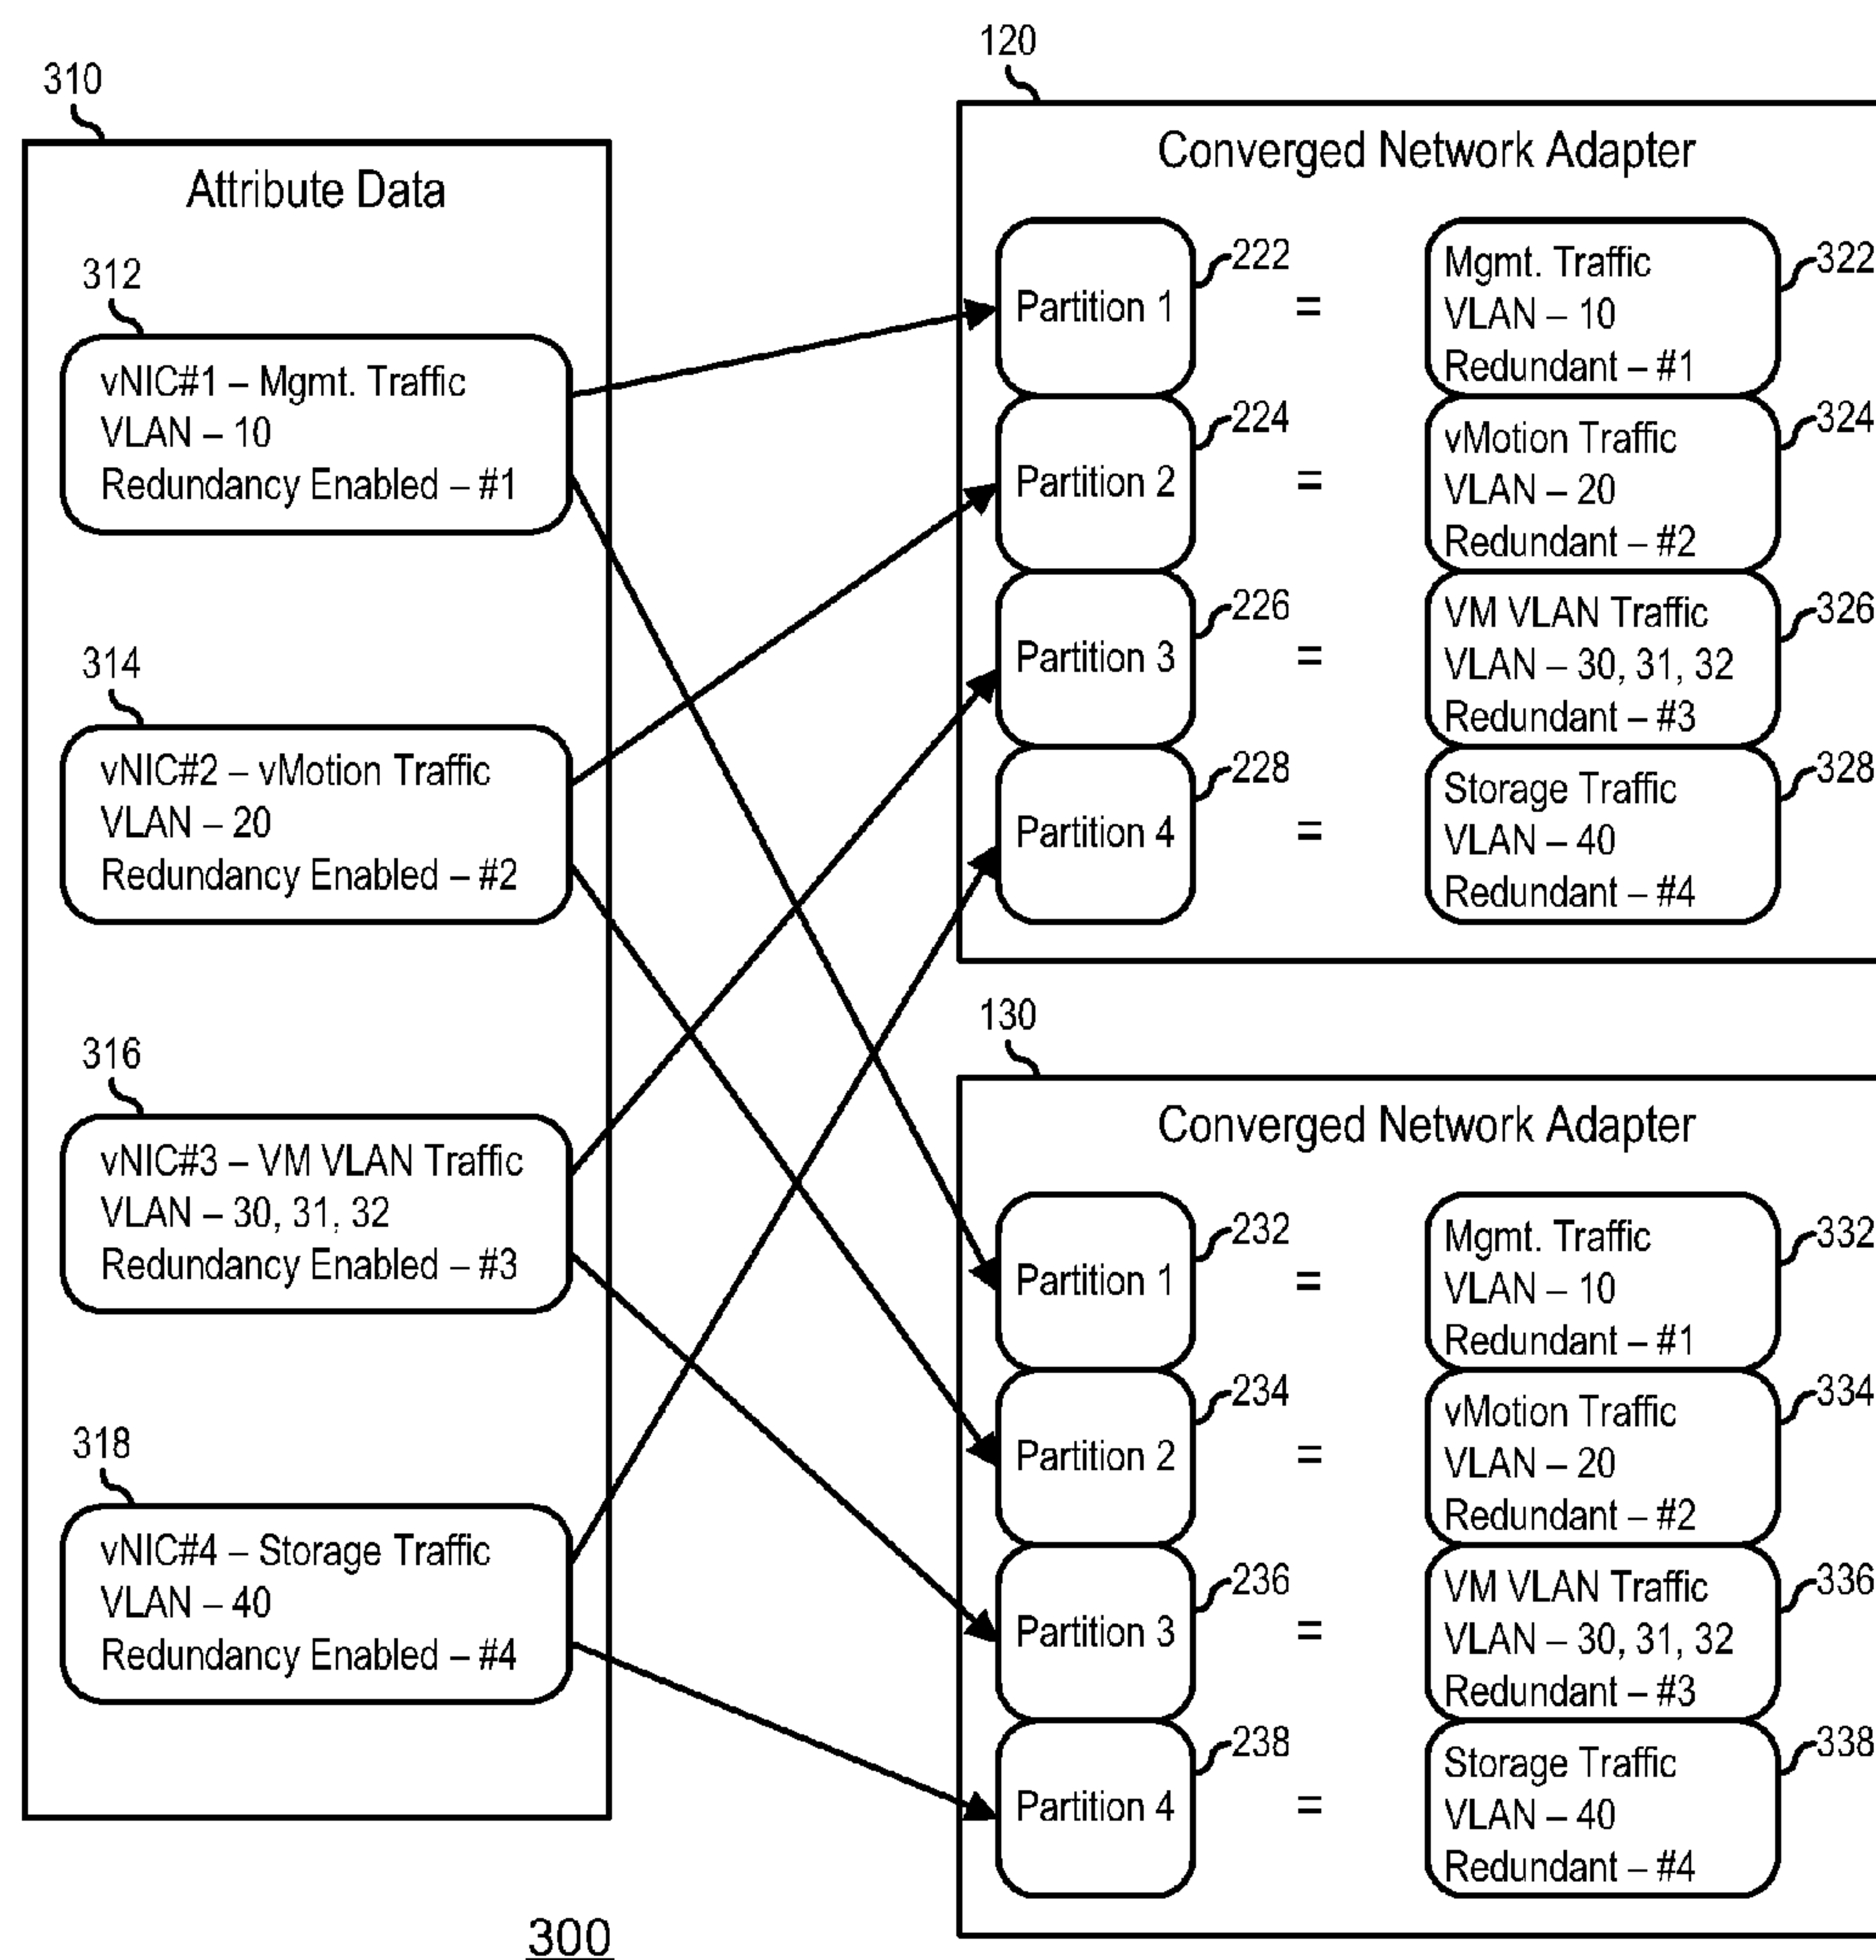 310
Attribute Data
312
vNIC#1 – Mgmt. Traffic
VLAN – 10
Redundancy Enabled – #1
314
vNIC#2 – vMotion Traffic
VLAN – 20
Redundancy Enabled – #2
316
vNIC#3 – VM VLAN Traffic
VLAN – 30, 31, 32
Redundancy Enabled – #3
318
vNIC#4 – Storage Traffic
VLAN – 40
Redundancy Enabled – #4
120
Converged Network Adapter
Partition 1
222
=
Mgmt. Traffic
VLAN – 10
Redundant – #1
322
Partition 2
224
=
vMotion Traffic
VLAN – 20
Redundant – #2
324
Partition 3
226
=
VM VLAN Traffic
VLAN – 30, 31, 32
Redundant – #3
326
Partition 4
228
=
Storage Traffic
VLAN – 40
Redundant – #4
328
130
Converged Network Adapter
Partition 1
232
=
Mgmt. Traffic
VLAN – 10
Redundant – #1
332
Partition 2
234
=
vMotion Traffic
VLAN – 20
Redundant – #2
334
Partition 3
236
=
VM VLAN Traffic
VLAN – 30, 31, 32
Redundant – #3
336
Partition 4
238
=
Storage Traffic
VLAN – 40
Redundant – #4
338
300